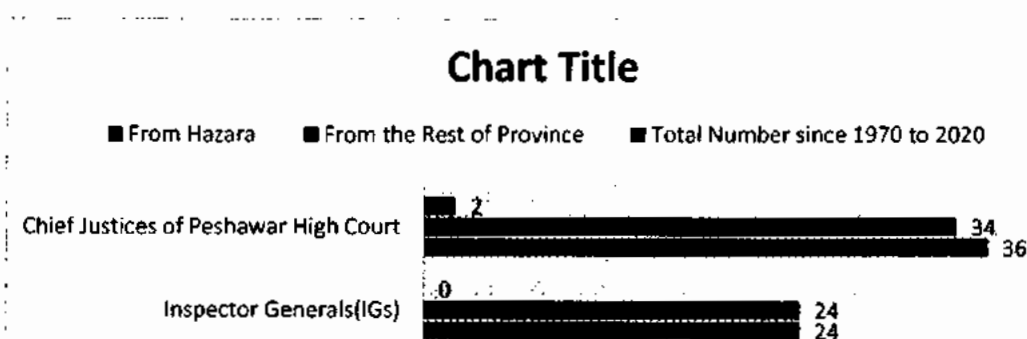 Chart Title
From Hazara From the Rest of Province Total Number since 1970 to 2020
2
Chief Justices of Peshawar High Court 34
36
0
Inspector Generals(IGs) 24
24